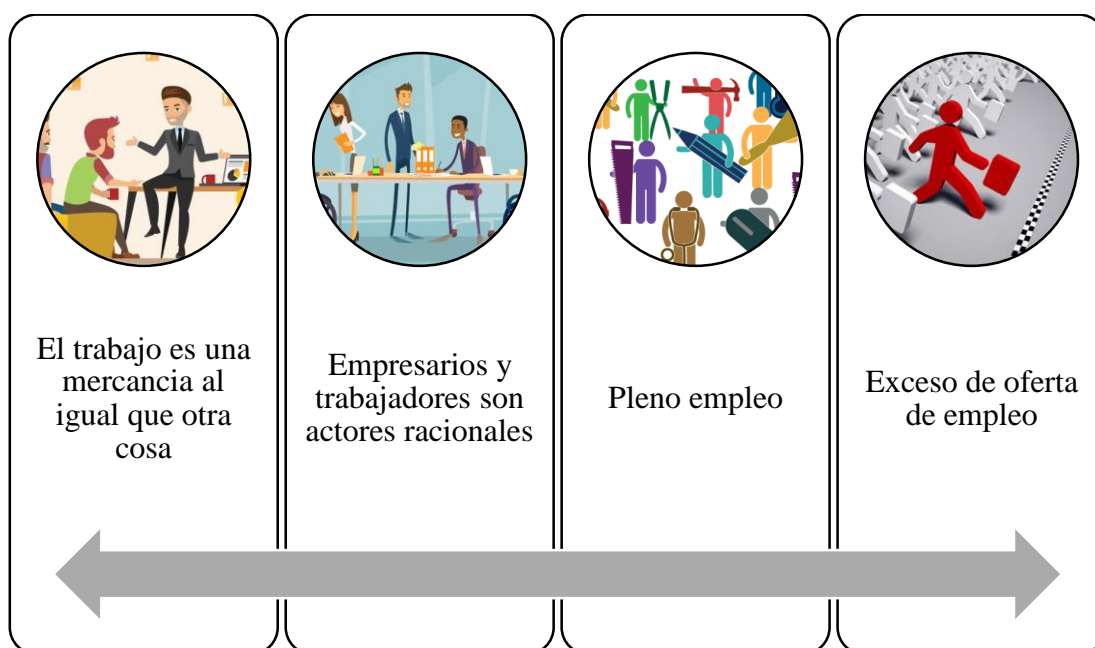 El trabajo es una
mercancia al
igual que otra
cosa
Empresarios y
trabajadores son
actores racionales
Pleno empleo
Exceso de oferta
de empleo